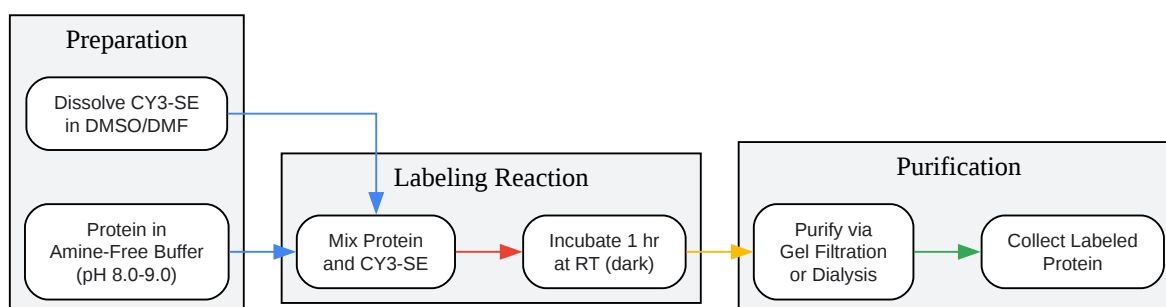 Preparation
Dissolve CY3-SE
in DMSO/DMF
Protein in
Amine-Free Buffer
(pH 8.0-9.0)
Labeling Reaction
Mix Protein
and CY3-SE
Incubate 1 hr
at RT (dark)
Purification
Purify via
Gel Filtration
or Dialysis
Collect Labeled
Protein